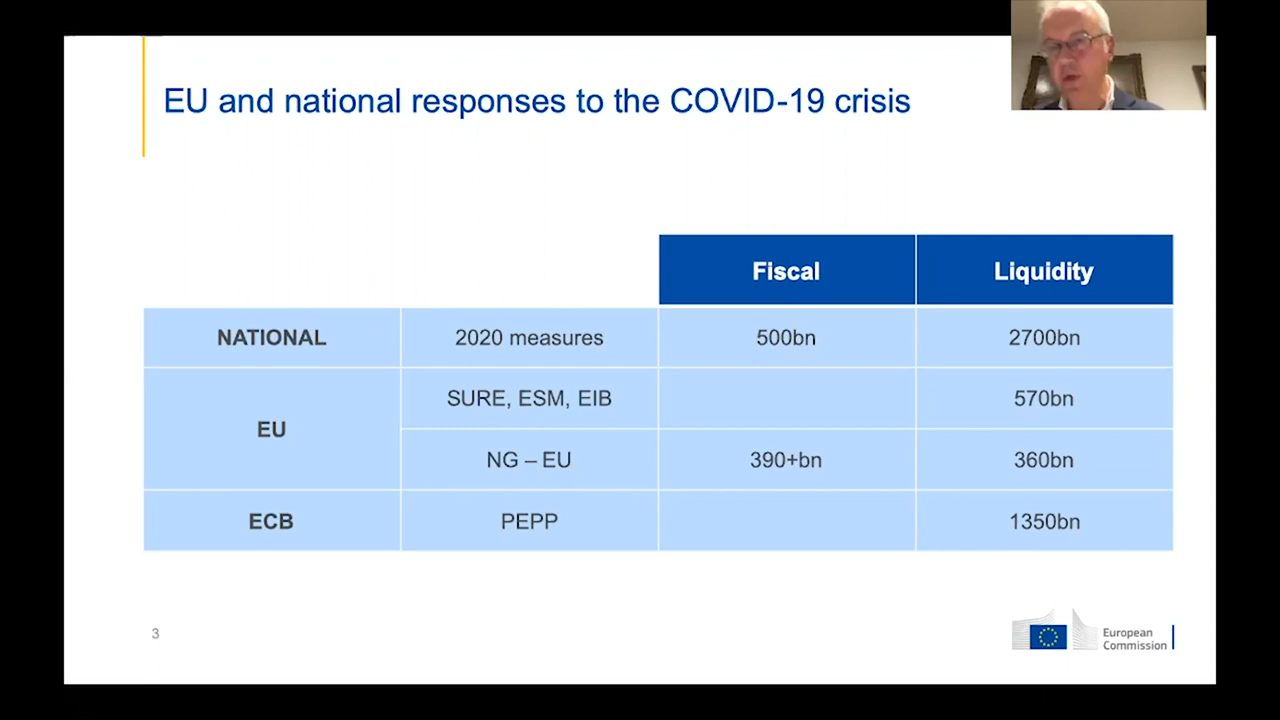 EU and national responses to the COVID-19 crisis
Fiscal Liquidity
NATIONAL 2020 measures 500bn 2700bn
EU
SURE, ESM, EIB 570bn
NG – EU 390+bn 360bn
ECB PEPP 1350bn
3
European
Commission